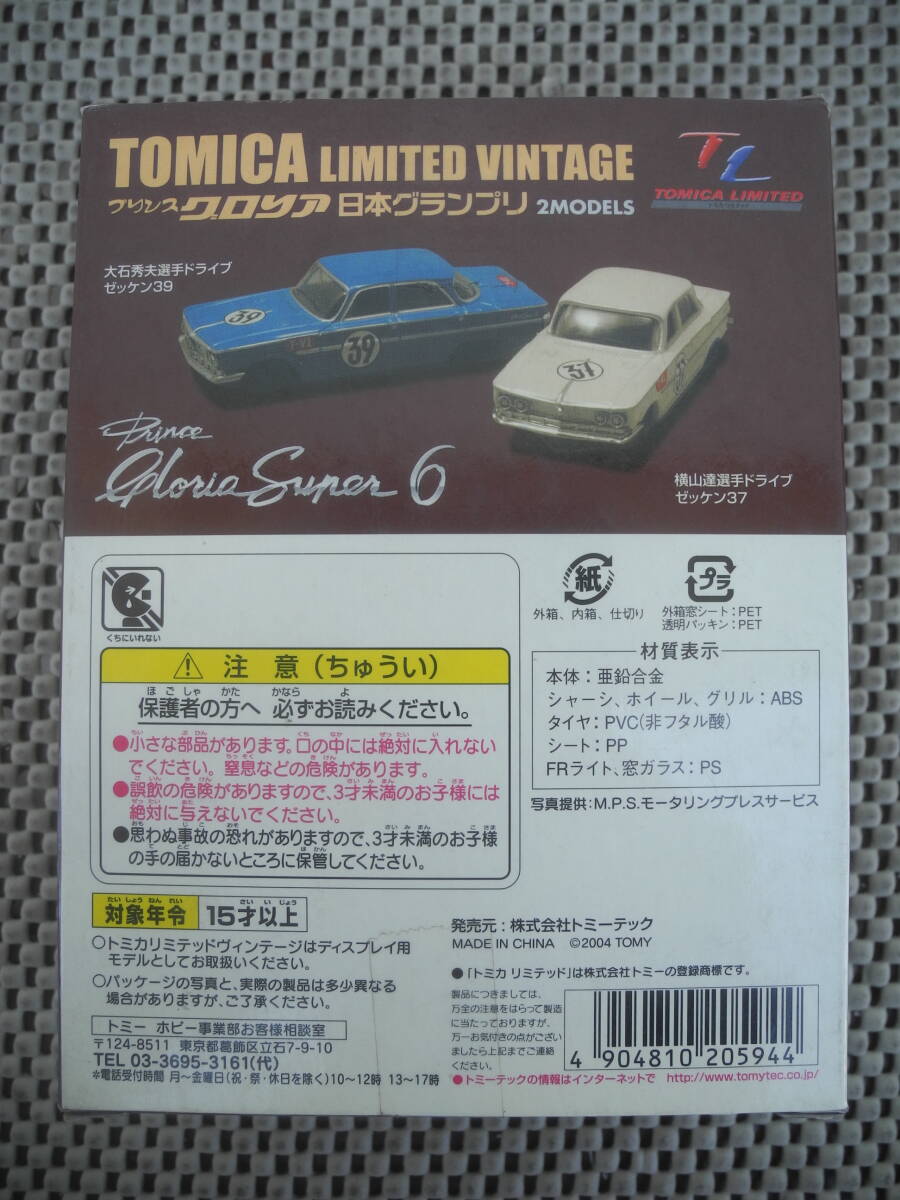 TOMICA LIMITED VINTAGE
プリンス グロリア 日本グランプリ 2MODELS
TL
TOMICA LIMITED
大石秀夫選手ドライブ
ゼッケン39
39
39
37
37
Prince
Gloria Super 6
横山達選手ドライブ
ゼッケン37
くちにいれない
紙
外箱、内箱、仕切り
プラ
外箱窓シート:PET
透明パッキン:PET
注意(ちゅうい)
保護者の方へ 必ずお読みください。
●小さな部品があります。口の中には絶対に入れない
でください。窒息などの危険があります。
●誤飲の危険がありますので、3才未満のお子様には
絶対に与えないでください。
●思わぬ事故の恐れがありますので、3才未満のお子様
の手の届かないところに保管してください。
材質表示
本体:亜鉛合金
シャーシ、ホイール、グリル:ABS
タイヤ:PVC(非フタル酸)
シート:PP
FRライト、窓ガラス:PS
写真提供:M.P.S.モータリングプレスサービス
対象年令 15才以上
○トミカリミテッドヴィンテージはディスプレイ用
モデルとしてお取扱いください。
○パッケージの写真と、実際の製品は多少異なる
場合がありますが、ご了承ください。
トミー ホビー事業部お客様相談室
〒124-8511 東京都葛飾区立石7-9-10
TEL 03-3695-3161(代)
*電話受付時間 月〜金曜日(祝・祭・休日を除く)10〜12時 13〜17時
発売元:株式会社トミーテック
MADE IN CHINA ©2004 TOMY
●「トミカ リミテッド」は株式会社トミーの登録商標です。
製品につきましては、
万全の注意をはらって製造
に当たっておりますが、
万一お気付きの点がござい
ましたら上記までご連絡
ください。
4 904810 205944
●トミーテックの情報はインターネットで http://www.tomytec.co.jp/